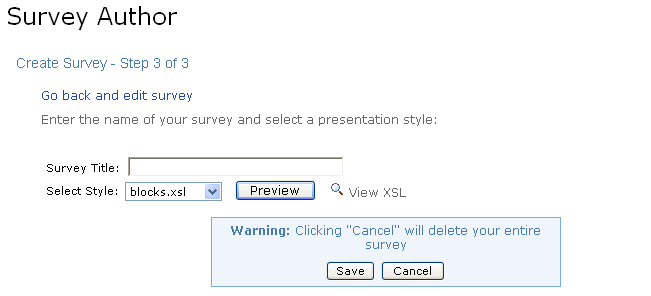 Survey Author
Create Survey - Step 3 of 3
Go back and edit survey
Enter the name of your survey and select a presentation style:
Survey Title:
Select Style: blocks.xsl Preview View XSL
Warning: Clicking "Cancel" will delete your entire
survey
Save Cancel